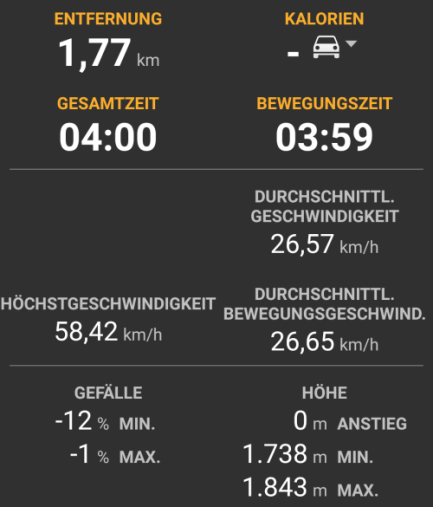 ENTFERNUNG
1,77 km
KALORIEN
-
GESAMTZEIT
04:00
BEWEGUNGSZEIT
03:59
DURCHSCHNITTL.
GESCHWINDIGKEIT
26,57 km/h
HÖCHSTGESCHWINDIGKEIT
58,42 km/h
DURCHSCHNITTL.
BEWEGUNGSGESCHWIND.
26,65 km/h
GEFÄLLE
-12 % MIN.
-1 % MAX.
HÖHE
0 m ANSTIEG
1.738 m MIN.
1.843 m MAX.